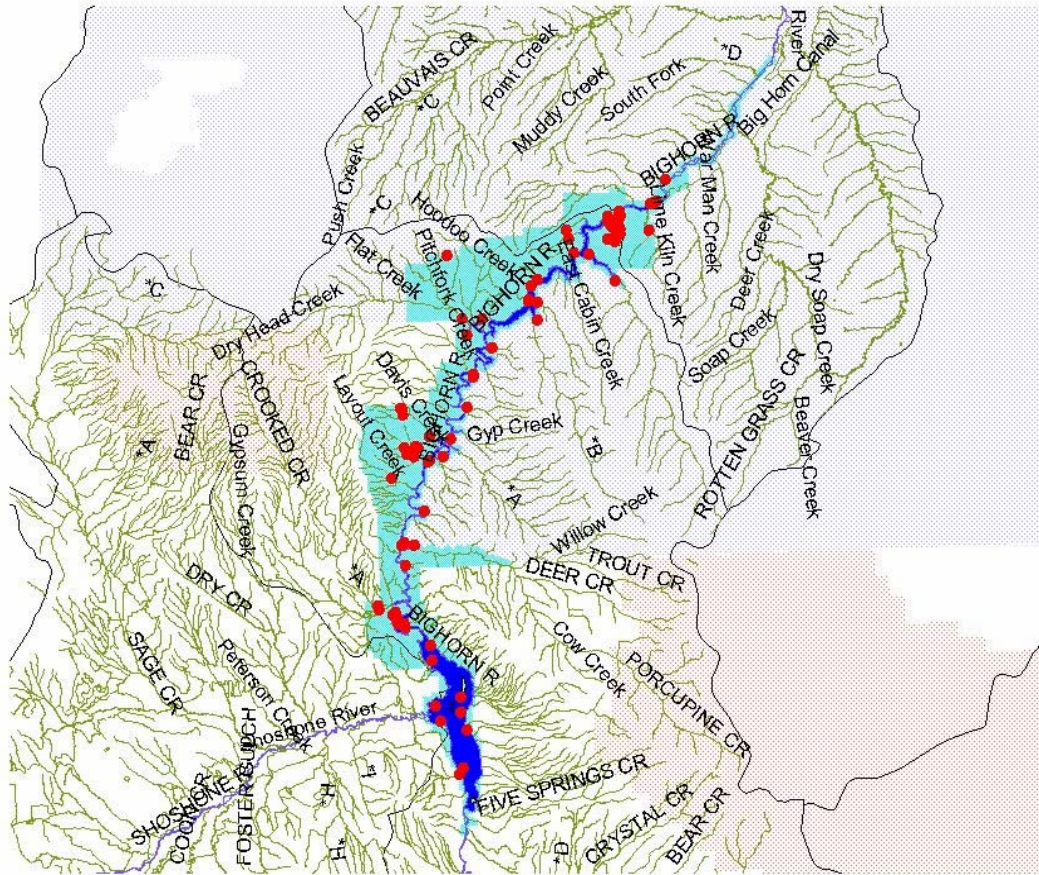 River
BEAUVAIS CR
Point Creek
*D
Big Horn Canal
South Fork
*C
Muddy Creek
BIGHORN R
War Man Creek
Push Creek
*C
Hoodoo Creek
Lime Kiln Creek
Flat Creek
Pitchfork Creek
BIGHORN R
Deer Creek
*C
Cabin Creek
Dry Soap Creek
Dry Head Creek
Soap Creek
Davis Creek
BIGHORN R
CROOKED CR
Layout Creek
BEAR CR
*A
Gyp Creek
*B
ROTTEN GRASS CR
Beaver Creek
Gypsum Creek
*A
Willow Creek
TROUT CR
DEER CR
*A
DRY CR
BIGHORN R
Cow Creek
SAGE CR
Peterson Creek
PORCUPINE CR
Shoshone River
FOSTER GULCH
SHOSHONE R
*I
*H
FIVE SPRINGS CR
CRYSTAL CR
BEAR CR
*H
*D